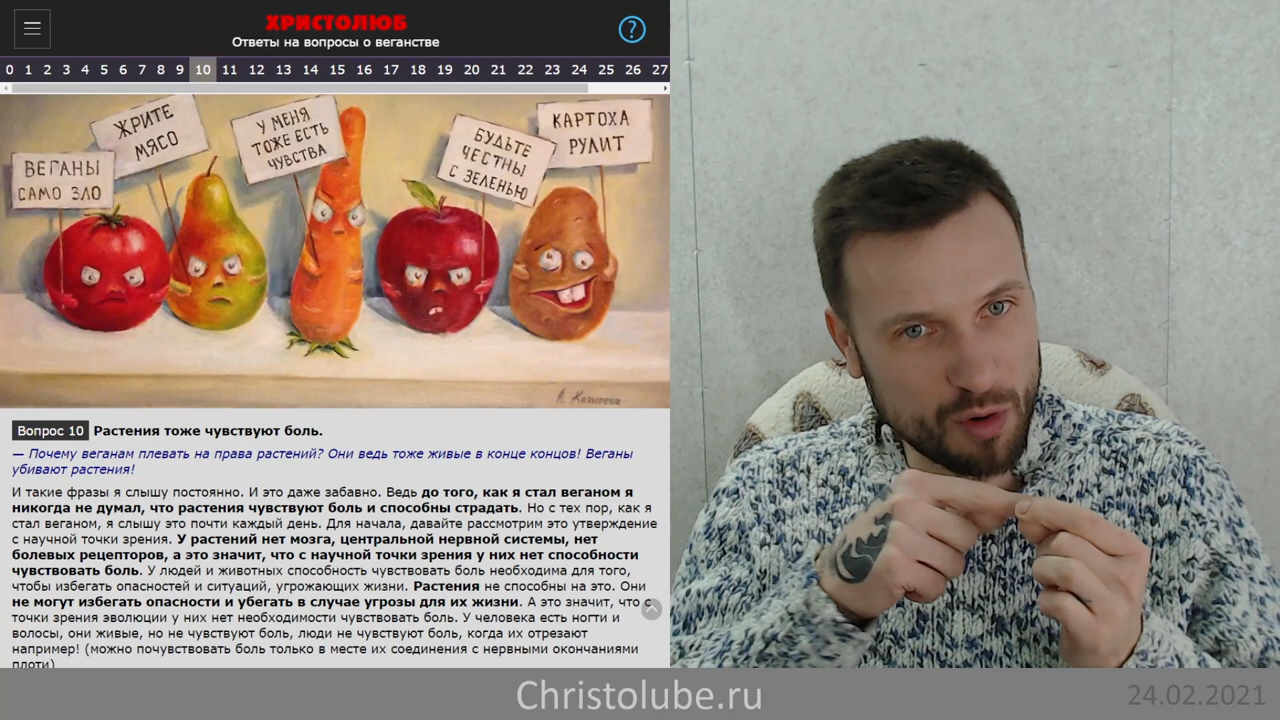 ХРИСТОЛЮБ
Ответы на вопросы о веганстве
?
0 1 2 3 4 5 6 7 8 9 10 11 12 13 14 15 16 17 18 19 20 21 22 23 24 25 26 27
ВЕГАНЫ
САМО ЗЛО
ЖРИТЕ
МЯСО
У МЕНЯ
ТОЖЕ ЕСТЬ
ЧУВСТВА
БУДЬТЕ
ЧЕСТНЫ
С ЗЕЛЕНЬЮ
КАРТОХА
РУЛИТ
Вопрос 10 Растения тоже чувствуют боль.
— Почему веганам плевать на права растений? Они ведь тоже живые в конце концов! Веганы
убивают растения!
И такие фразы я слышу постоянно. И это даже забавно. Ведь до того, как я стал веганом я
никогда не думал, что растения чувствуют боль и способны страдать. Но с тех пор, как я
стал веганом, я слышу это почти каждый день. Для начала, давайте рассмотрим это утверждение
с научной точки зрения. У растений нет мозга, центральной нервной системы, нет
болевых рецепторов, а это значит, что с научной точки зрения у них нет способности
чувствовать боль. У людей и животных способность чувствовать боль необходима для того,
чтобы избегать опасностей и ситуаций, угрожающих жизни. Растения не способны на это. Они
не могут избегать опасности и убегать в случае угрозы для их жизни. А это значит, что с
точки зрения эволюции у них нет необходимости чувствовать боль. У человека есть ногти и
волосы, они живые, но не чувствуют боль, люди не чувствуют боль, когда их отрезают
например! (можно почувствовать боль только в месте их соединения с нервными окончаниями
плоти)
Christolube.ru
24.02.2021